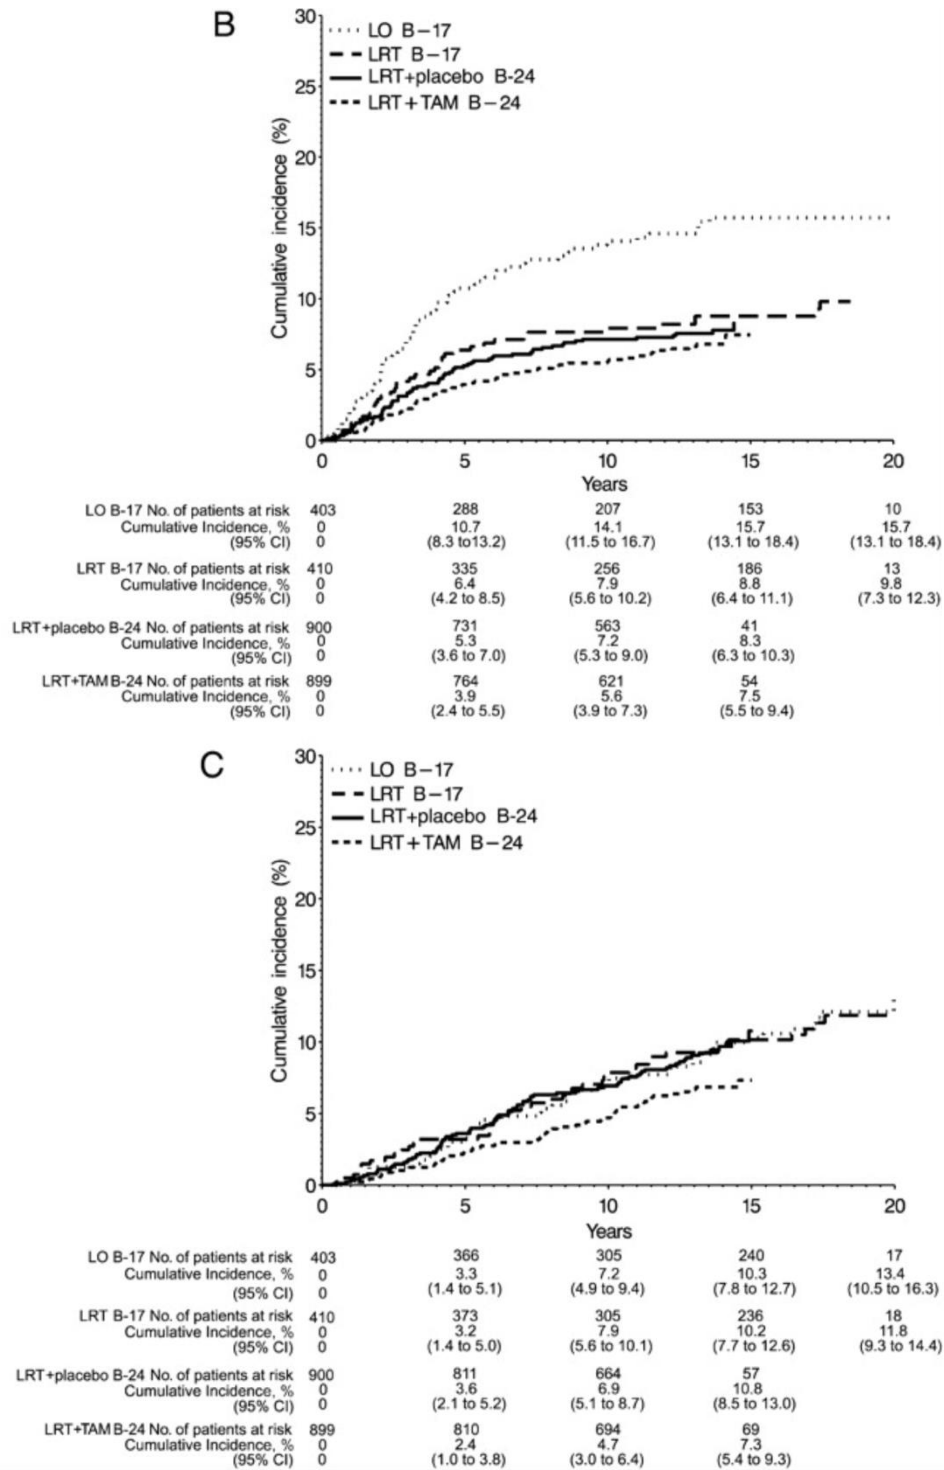 B
30
25
20
15
10
5
0
Cumulative incidence (%)
LO B-17
LRT B-17
LRT+placebo B-24
LRT+TAM B-24
0 5 10 15 20
Years
LO B-17 No. of patients at risk 403 288 207 153 10
Cumulative Incidence, % 0 10.7 14.1 15.7 15.7
(95% CI) 0 (8.3 to13.2) (11.5 to 16.7) (13.1 to 18.4) (13.1 to 18.4)
LRT B-17 No. of patients at risk 410 335 256 186 13
Cumulative Incidence, % 0 6.4 7.9 8.8 9.8
(95% CI) 0 (4.2 to 8.5) (5.6 to 10.2) (6.4 to 11.1) (7.3 to 12.3)
LRT+placebo B-24 No. of patients at risk 900 731 563 41
Cumulative Incidence, % 0 5.3 7.2 8.3
(95% CI) 0 (3.6 to 7.0) (5.3 to 9.0) (6.3 to 10.3)
LRT+TAM B-24 No. of patients at risk 899 764 621 54
Cumulative Incidence, % 0 3.9 5.6 7.5
(95% CI) 0 (2.4 to 5.5) (3.9 to 7.3) (5.5 to 9.4)
C
30
25
20
15
10
5
0
Cumulative incidence (%)
LO B-17
LRT B-17
LRT+placebo B-24
LRT+TAM B-24
0 5 10 15 20
Years
LO B-17 No. of patients at risk 403 366 305 240 17
Cumulative Incidence, % 0 3.3 7.2 10.3 13.4
(95% CI) 0 (1.4 to 5.1) (4.9 to 9.4) (7.8 to 12.7) (10.5 to 16.3)
LRT B-17 No. of patients at risk 410 373 305 236 18
Cumulative Incidence, % 0 3.2 7.9 10.2 11.8
(95% CI) 0 (1.4 to 5.0) (5.6 to 10.1) (7.7 to 12.6) (9.3 to 14.4)
LRT+placebo B-24 No. of patients at risk 900 811 664 57
Cumulative Incidence, % 0 3.6 6.9 10.8
(95% CI) 0 (2.1 to 5.2) (5.1 to 8.7) (8.5 to 13.0)
LRT+TAM B-24 No. of patients at risk 899 810 694 69
Cumulative Incidence, % 0 2.4 4.7 7.3
(95% CI) 0 (1.0 to 3.8) (3.0 to 6.4) (5.4 to 9.3)